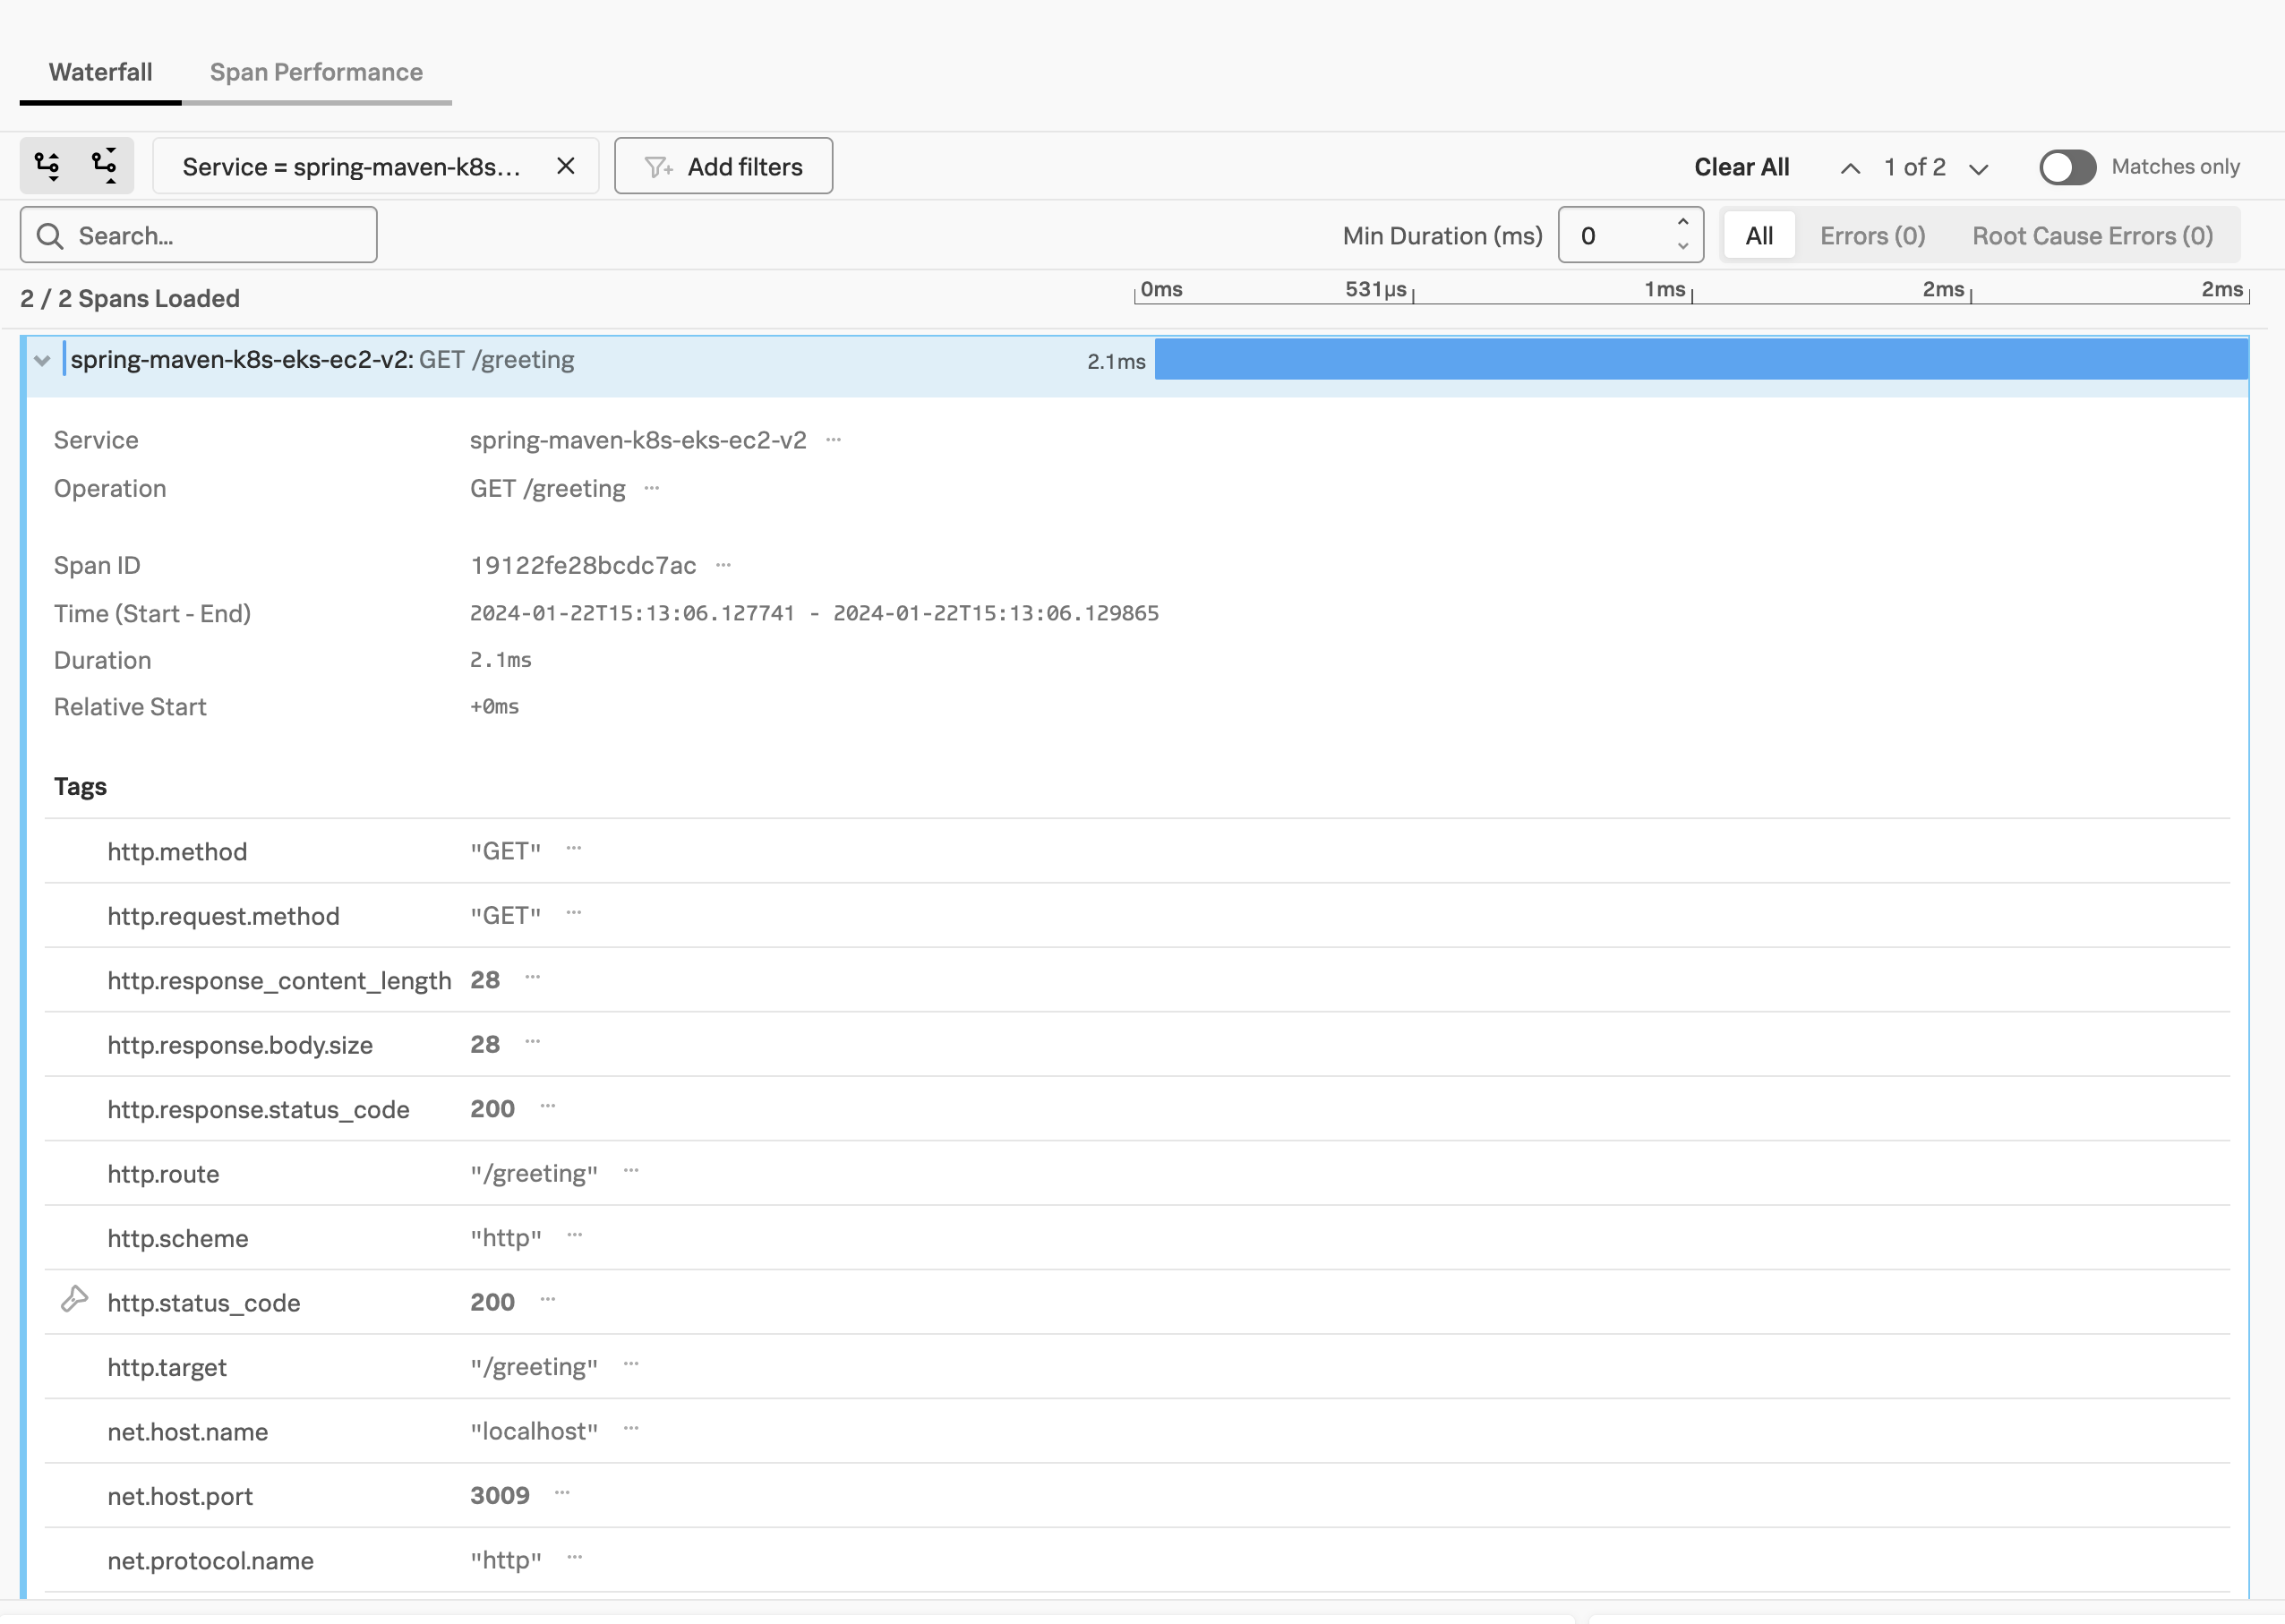 Waterfall Span Performance
Service = spring-maven-k8s... Add filters Clear All 1 of 2 Matches only
Search... Min Duration (ms) 0 All Errors (0) Root Cause Errors (0)
2 / 2 Spans Loaded 0ms 531µs 1ms 2ms 2ms
spring-maven-k8s-eks-ec2-v2: GET /greeting 2.1ms
Service spring-maven-k8s-eks-ec2-v2 ...
Operation GET /greeting ...
Span ID 19122fe28bcdc7ac ...
Time (Start - End) 2024-01-22T15:13:06.127741 - 2024-01-22T15:13:06.129865
Duration 2.1ms
Relative Start +0ms
Tags
http.method "GET" ...
http.request.method "GET" ...
http.response_content_length 28 ...
http.response.body.size 28 ...
http.response.status_code 200 ...
http.route "/greeting" ...
http.scheme "http" ...
http.status_code 200 ...
http.target "/greeting" ...
net.host.name "localhost" ...
net.host.port 3009 ...
net.protocol.name "http" ...